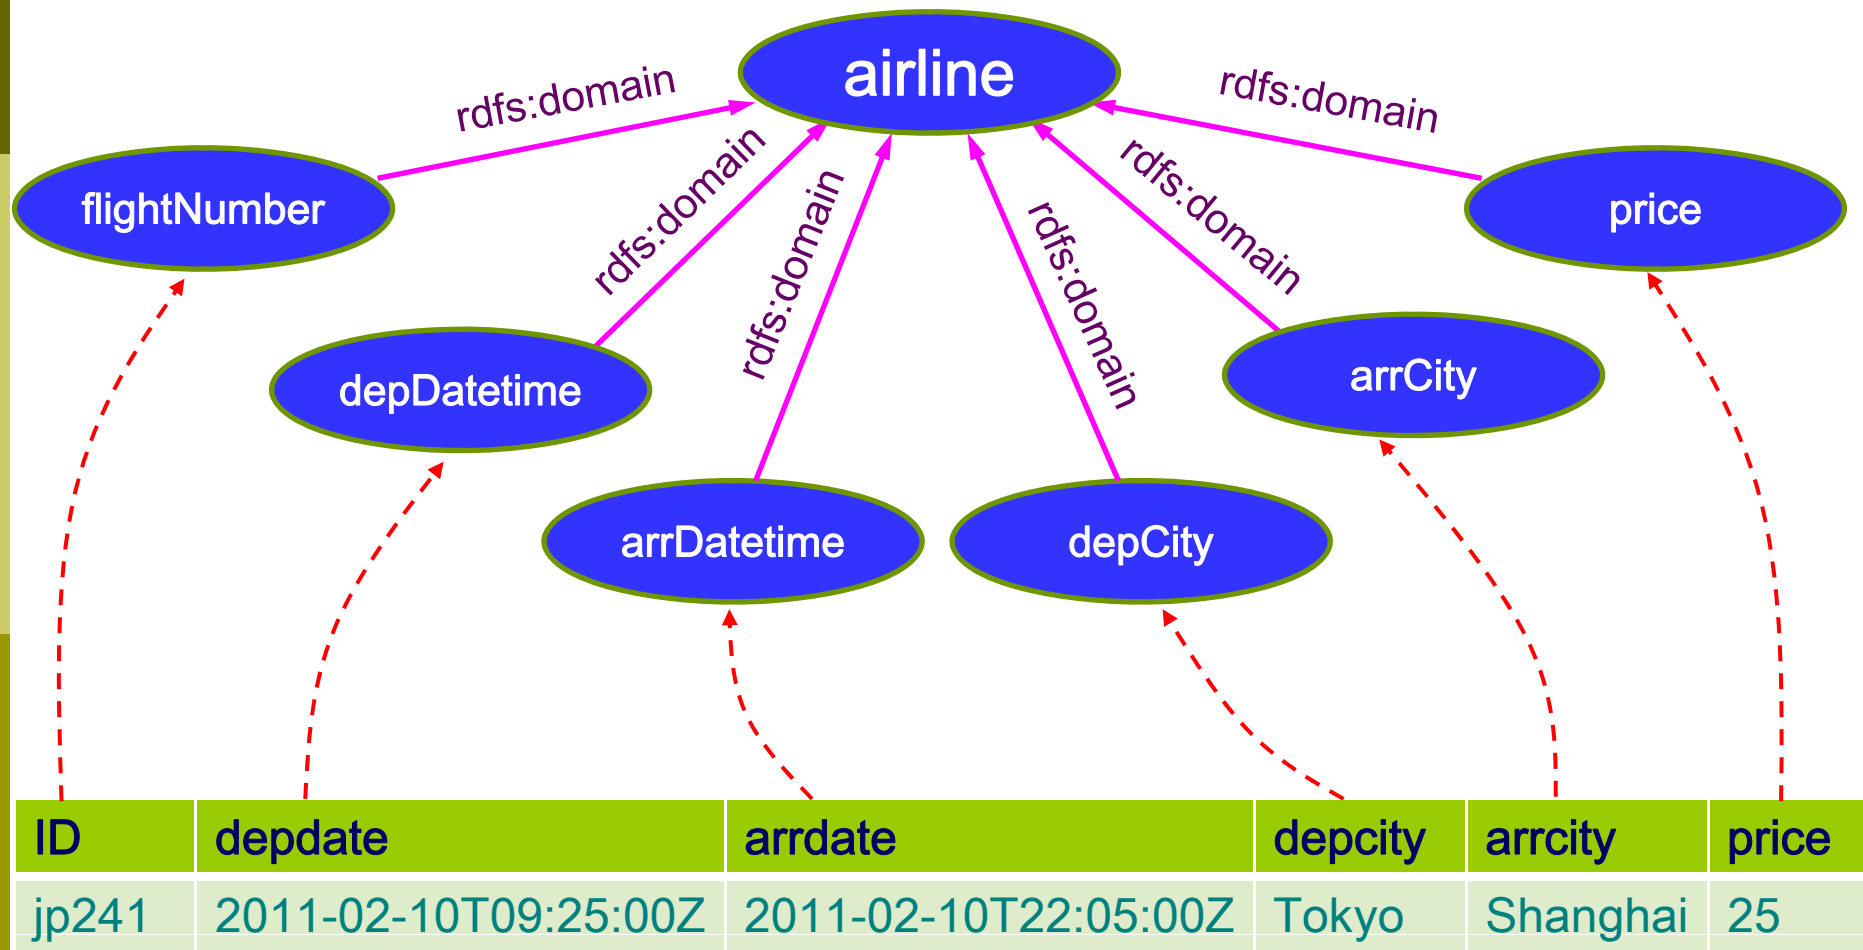 airline
rdfs:domain
rdfs:domain
rdfs:domain
rdfs:domain
rdfs:domain
rdfs:domain
flightNumber
price
depDatetime
arrCity
arrDatetime
depCity
ID depdate arrdate depcity arrcity price
jp241 2011-02-10T09:25:00Z 2011-02-10T22:05:00Z Tokyo Shanghai 25